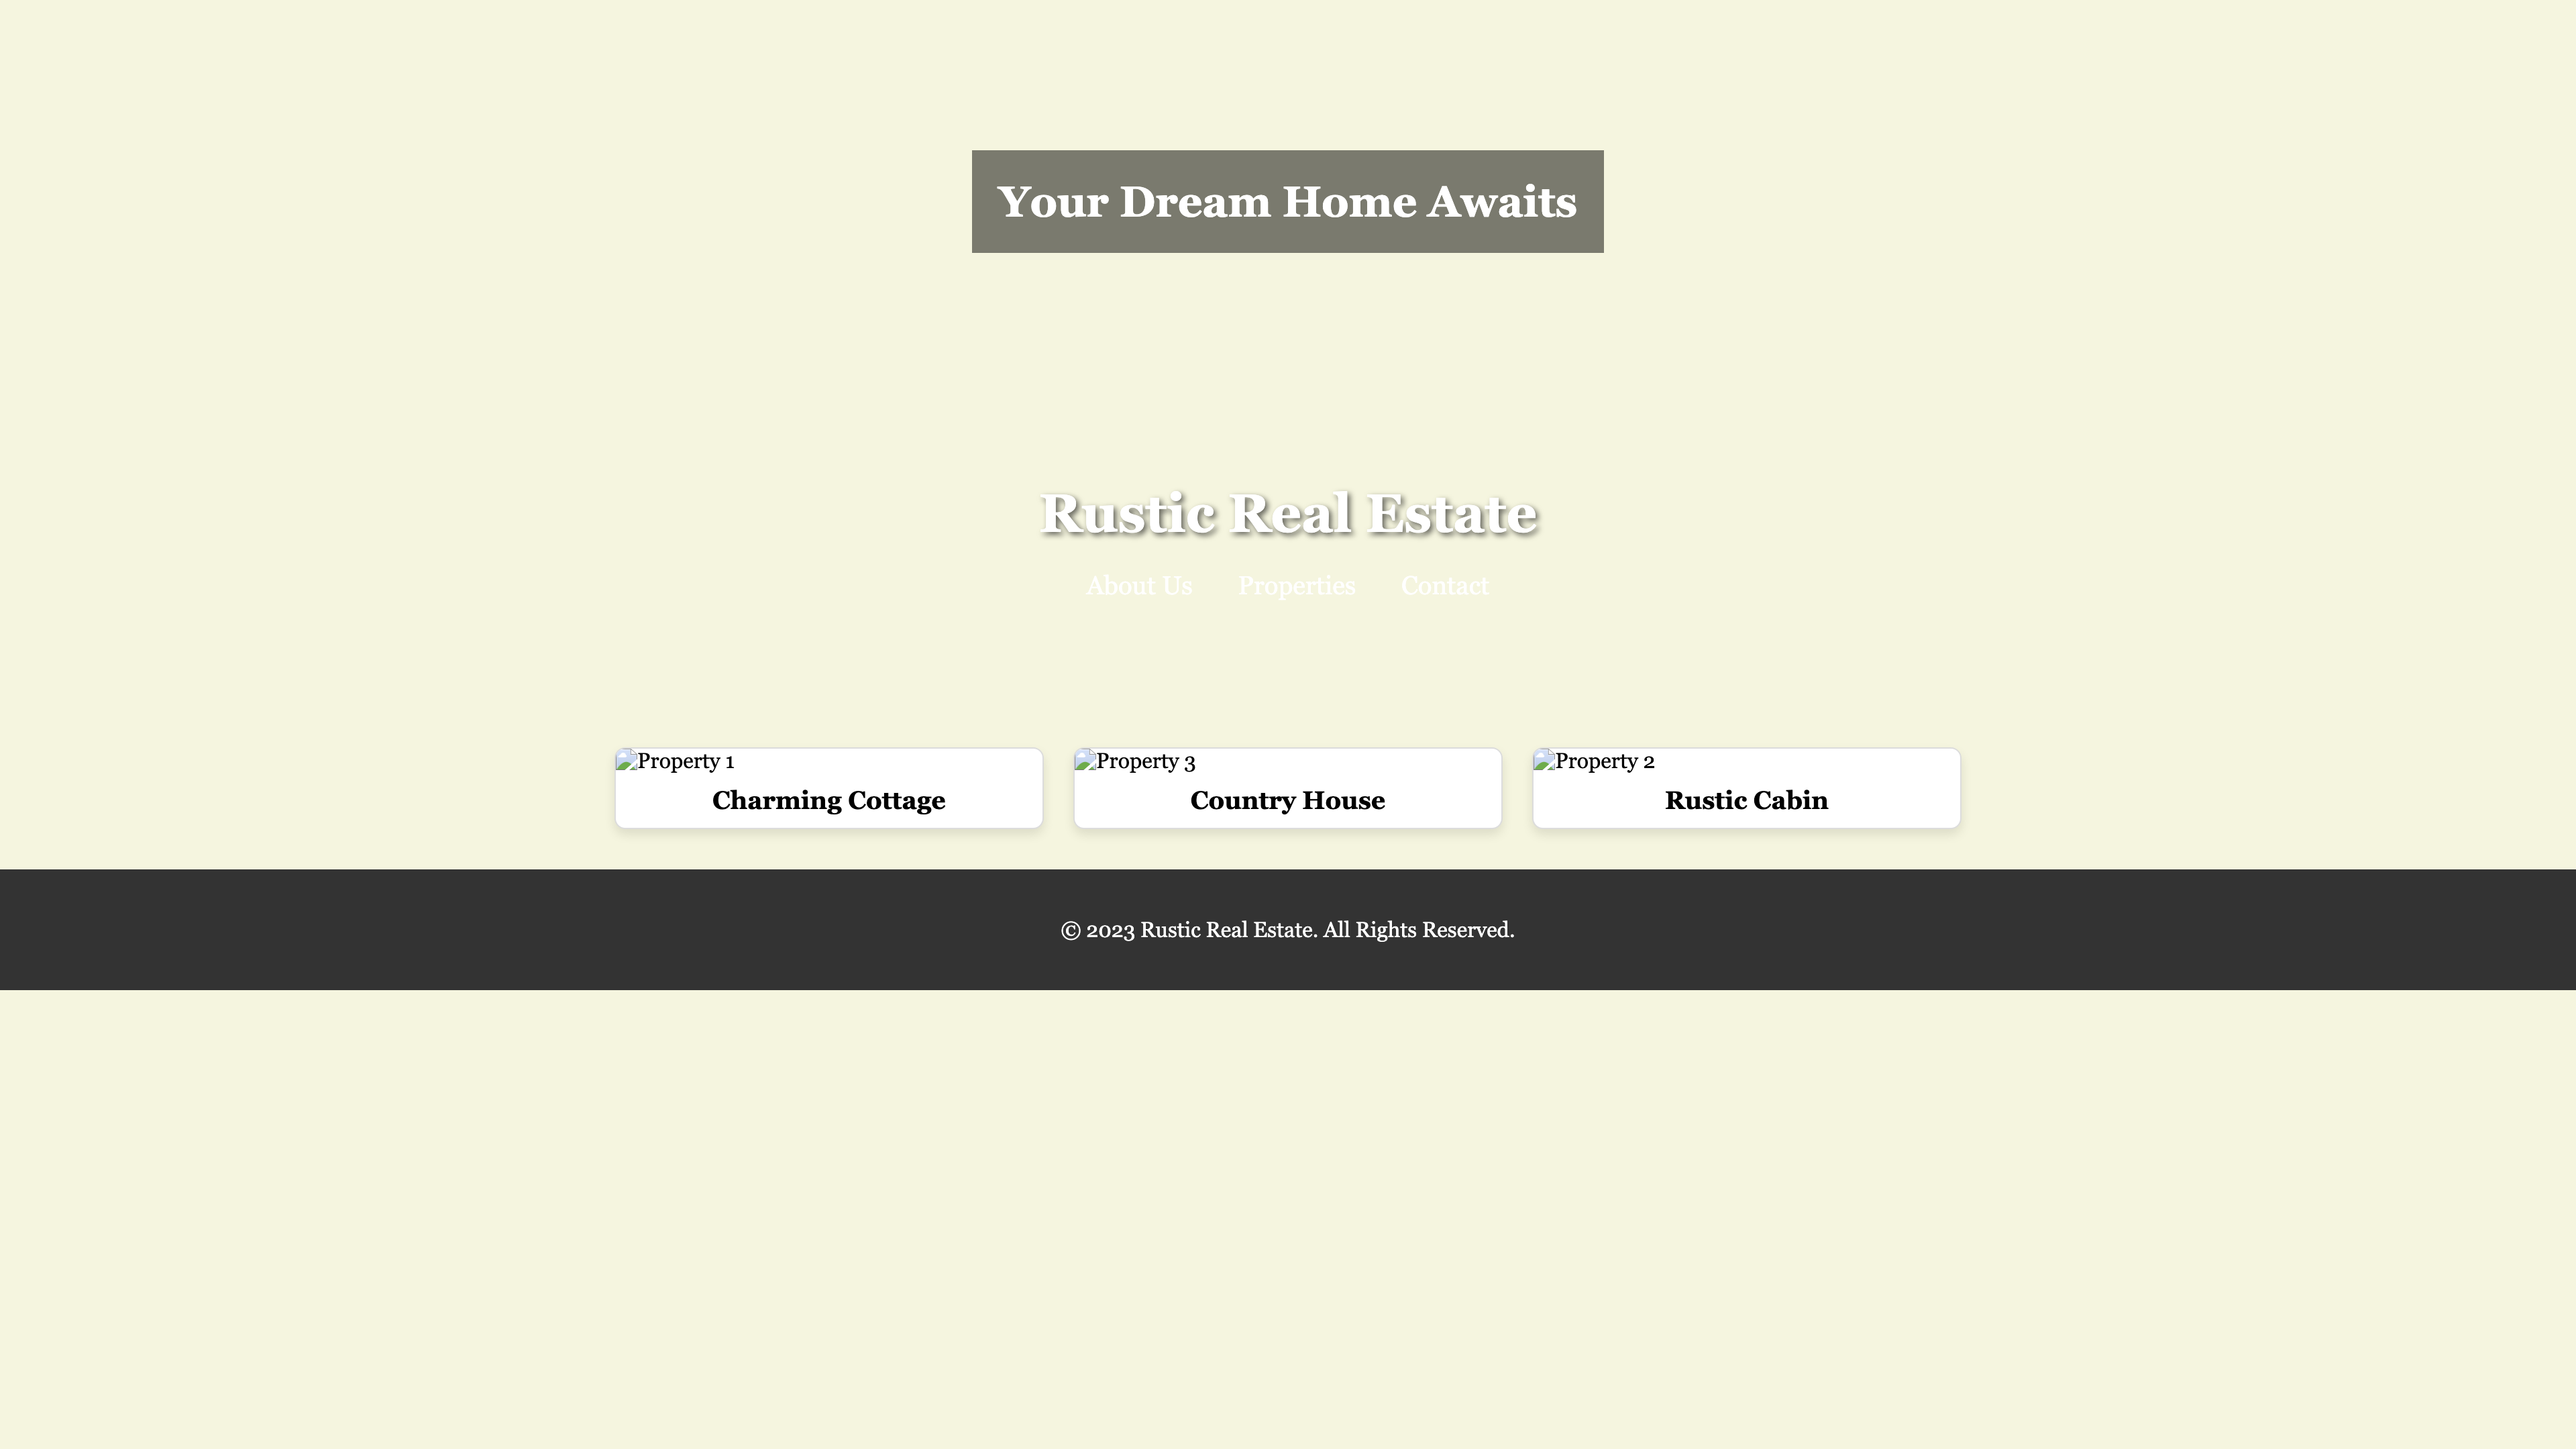 Your Dream Home Awaits
Rustic Real Estate
About Us Properties Contact
Property 1
Charming Cottage
Property 3
Country House
Property 2
Rustic Cabin
© 2023 Rustic Real Estate. All Rights Reserved.